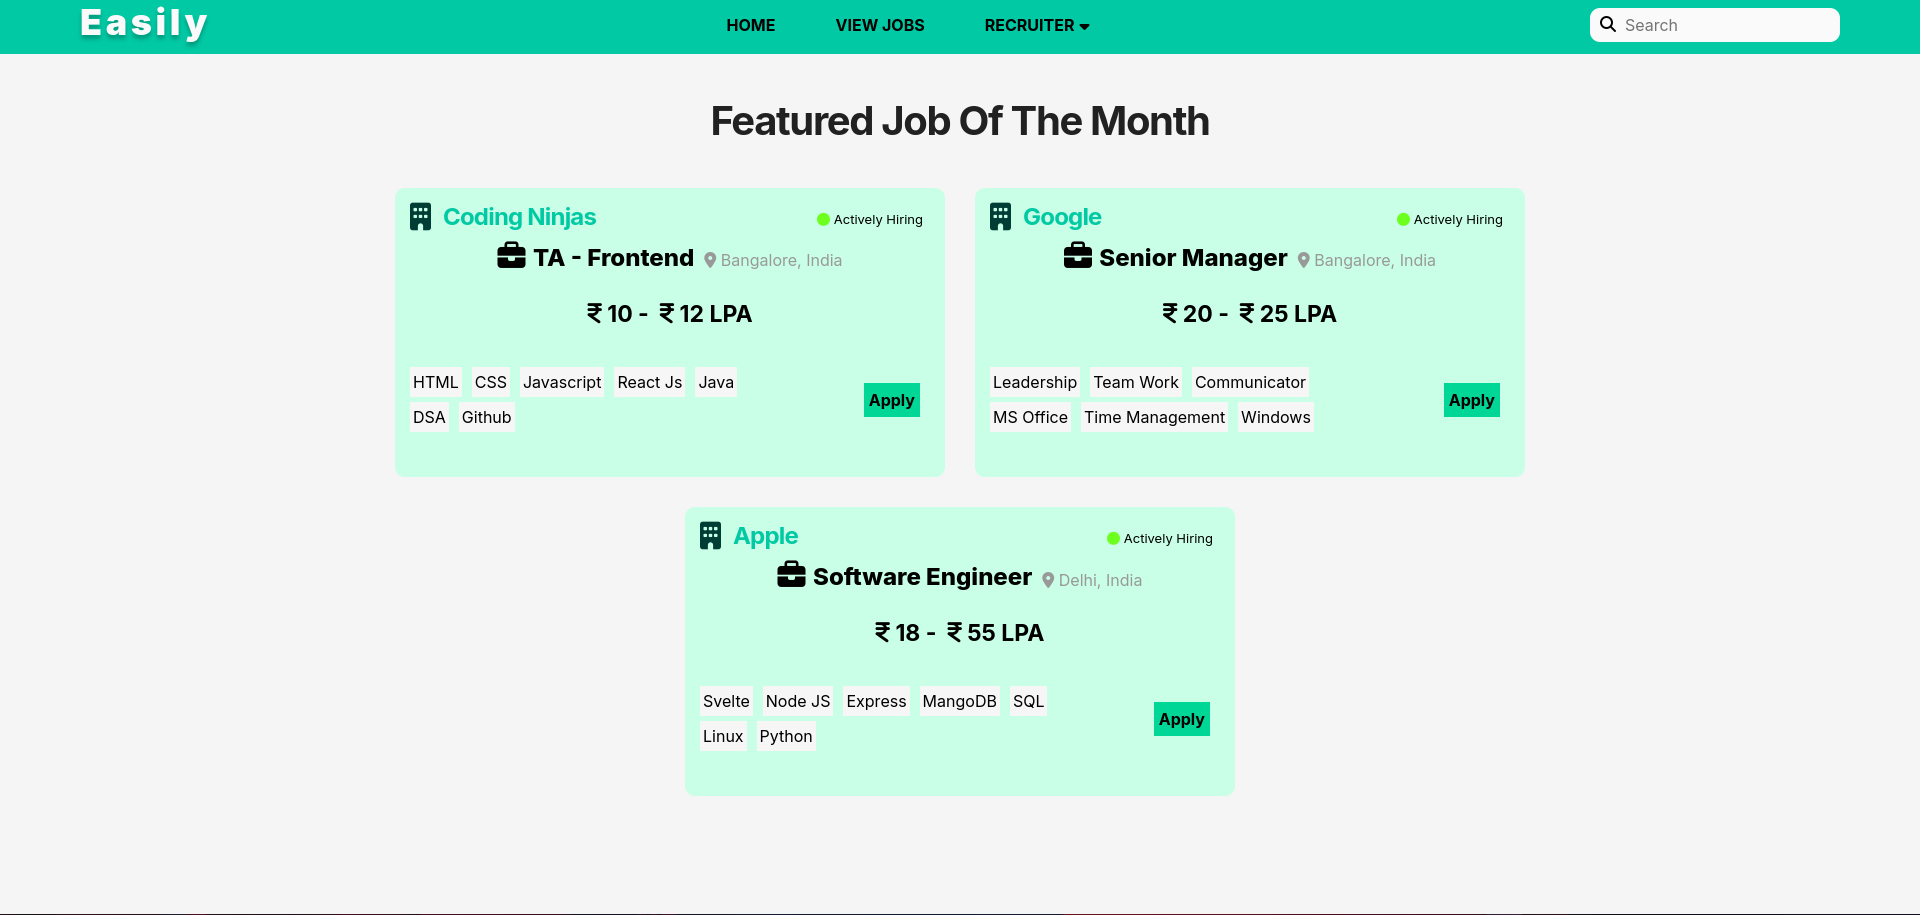 Easily HOME VIEW JOBS RECRUITER Search
Featured Job Of The Month
Coding Ninjas Actively Hiring
TA - Frontend Bangalore, India
₹ 10 - ₹ 12 LPA
HTML CSS Javascript React Js Java
DSA Github
Apply
Google Actively Hiring
Senior Manager Bangalore, India
₹ 20 - ₹ 25 LPA
Leadership Team Work Communicator
MS Office Time Management Windows
Apply
Apple Actively Hiring
Software Engineer Delhi, India
₹ 18 - ₹ 55 LPA
Svelte Node JS Express MangoDB SQL
Linux Python
Apply